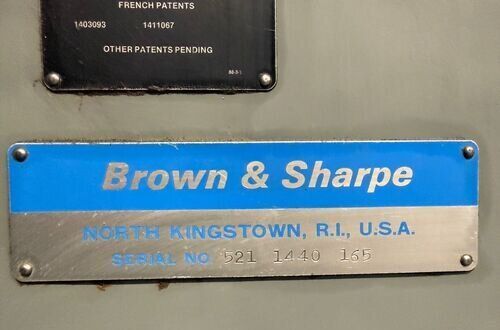 FRENCH PATENTS
1403093 1411067
OTHER PATENTS PENDING
Brown & Sharpe
NORTH KINGSTOWN, R.I., U.S.A.
SERIAL NO. 521 1440 165